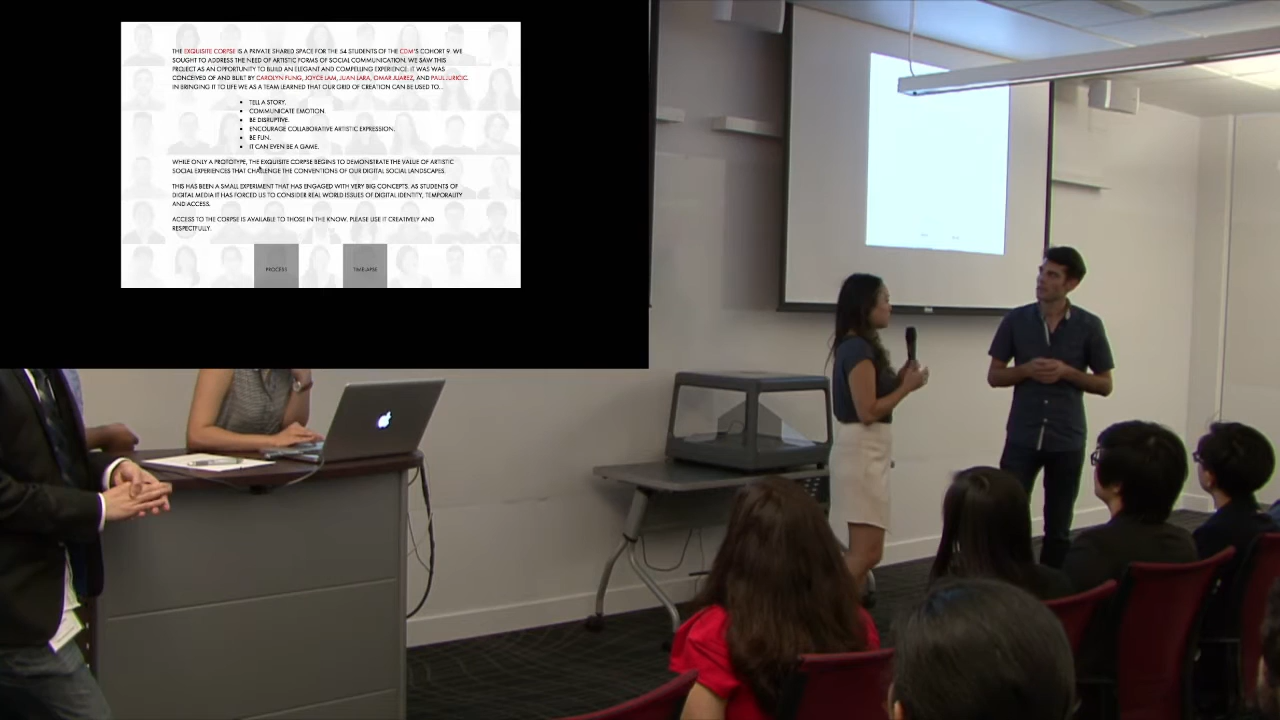 THE EXQUISITE CORPSE IS A PRIVATE SHARED SPACE FOR THE 54 STUDENTS OF THE CDM'S COHORT 9. WE
SOUGHT TO ADDRESS THE NEED OF ARTISTIC FORMS OF SOCIAL COMMUNICATION. WE SAW THIS
PROJECT AS AN OPPORTUNITY TO BUILD AN ELEGANT AND COMPELLING EXPERIENCE. IT WAS WAS
CONCEIVED OF AND BUILT BY CAROLYN FUNG, JOYCE LAM, JUAN LARA, OMAR JUAREZ, AND PAUL JURICIC.
IN BRINGING IT TO LIFE WE AS A TEAM LEARNED THAT OUR GRID OF CREATION CAN BE USED TO...
• TELL A STORY.
• COMMUNICATE EMOTION.
• BE DISRUPTIVE.
• ENCOURAGE COLLABORATIVE ARTISTIC EXPRESSION.
• BE FUN.
• IT CAN EVEN BE A GAME.
WHILE ONLY A PROTOTYPE, THE EXQUISITE CORPSE BEGINS TO DEMONSTRATE THE VALUE OF ARTISTIC
SOCIAL EXPERIENCES THAT CHALLENGE THE CONVENTIONS OF OUR DIGITAL SOCIAL LANDSCAPES.
THIS HAS BEEN A SMALL EXPERIMENT THAT HAS ENGAGED WITH VERY BIG CONCEPTS. AS STUDENTS OF
DIGITAL MEDIA IT HAS FORCED US TO CONSIDER REAL WORLD ISSUES OF DIGITAL IDENTITY, TEMPORALITY
AND ACCESS.
ACCESS TO THE CORPSE IS AVAILABLE TO THOSE IN THE KNOW. PLEASE USE IT CREATIVELY AND
RESPECTFULLY.
PROCESS TIMELAPSE